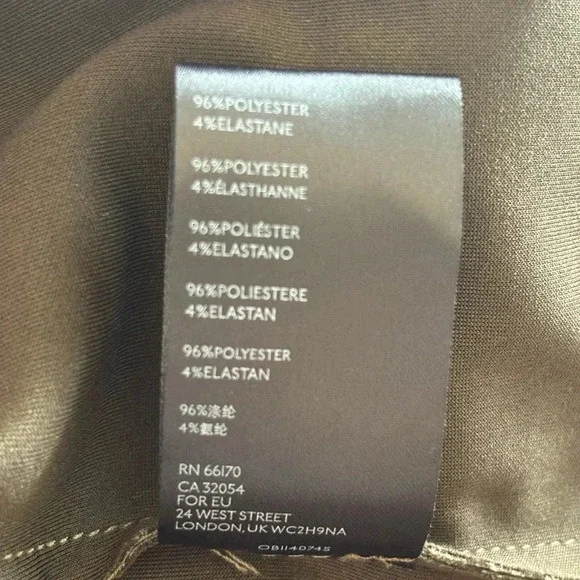 96%POLYESTER
4%ELASTANE
96%POLYESTER
4%ÉLASTHANNE
96%POLIÉSTER
4%ELASTANO
96%POLIESTERE
4%ELASTAN
96%POLYESTER
4%ELASTAN
96%涤纶
4%氨纶
RN 66170
CA 32054
FOR EU
24 WEST STREET
LONDON, UK WC2H9NA
OB1140745